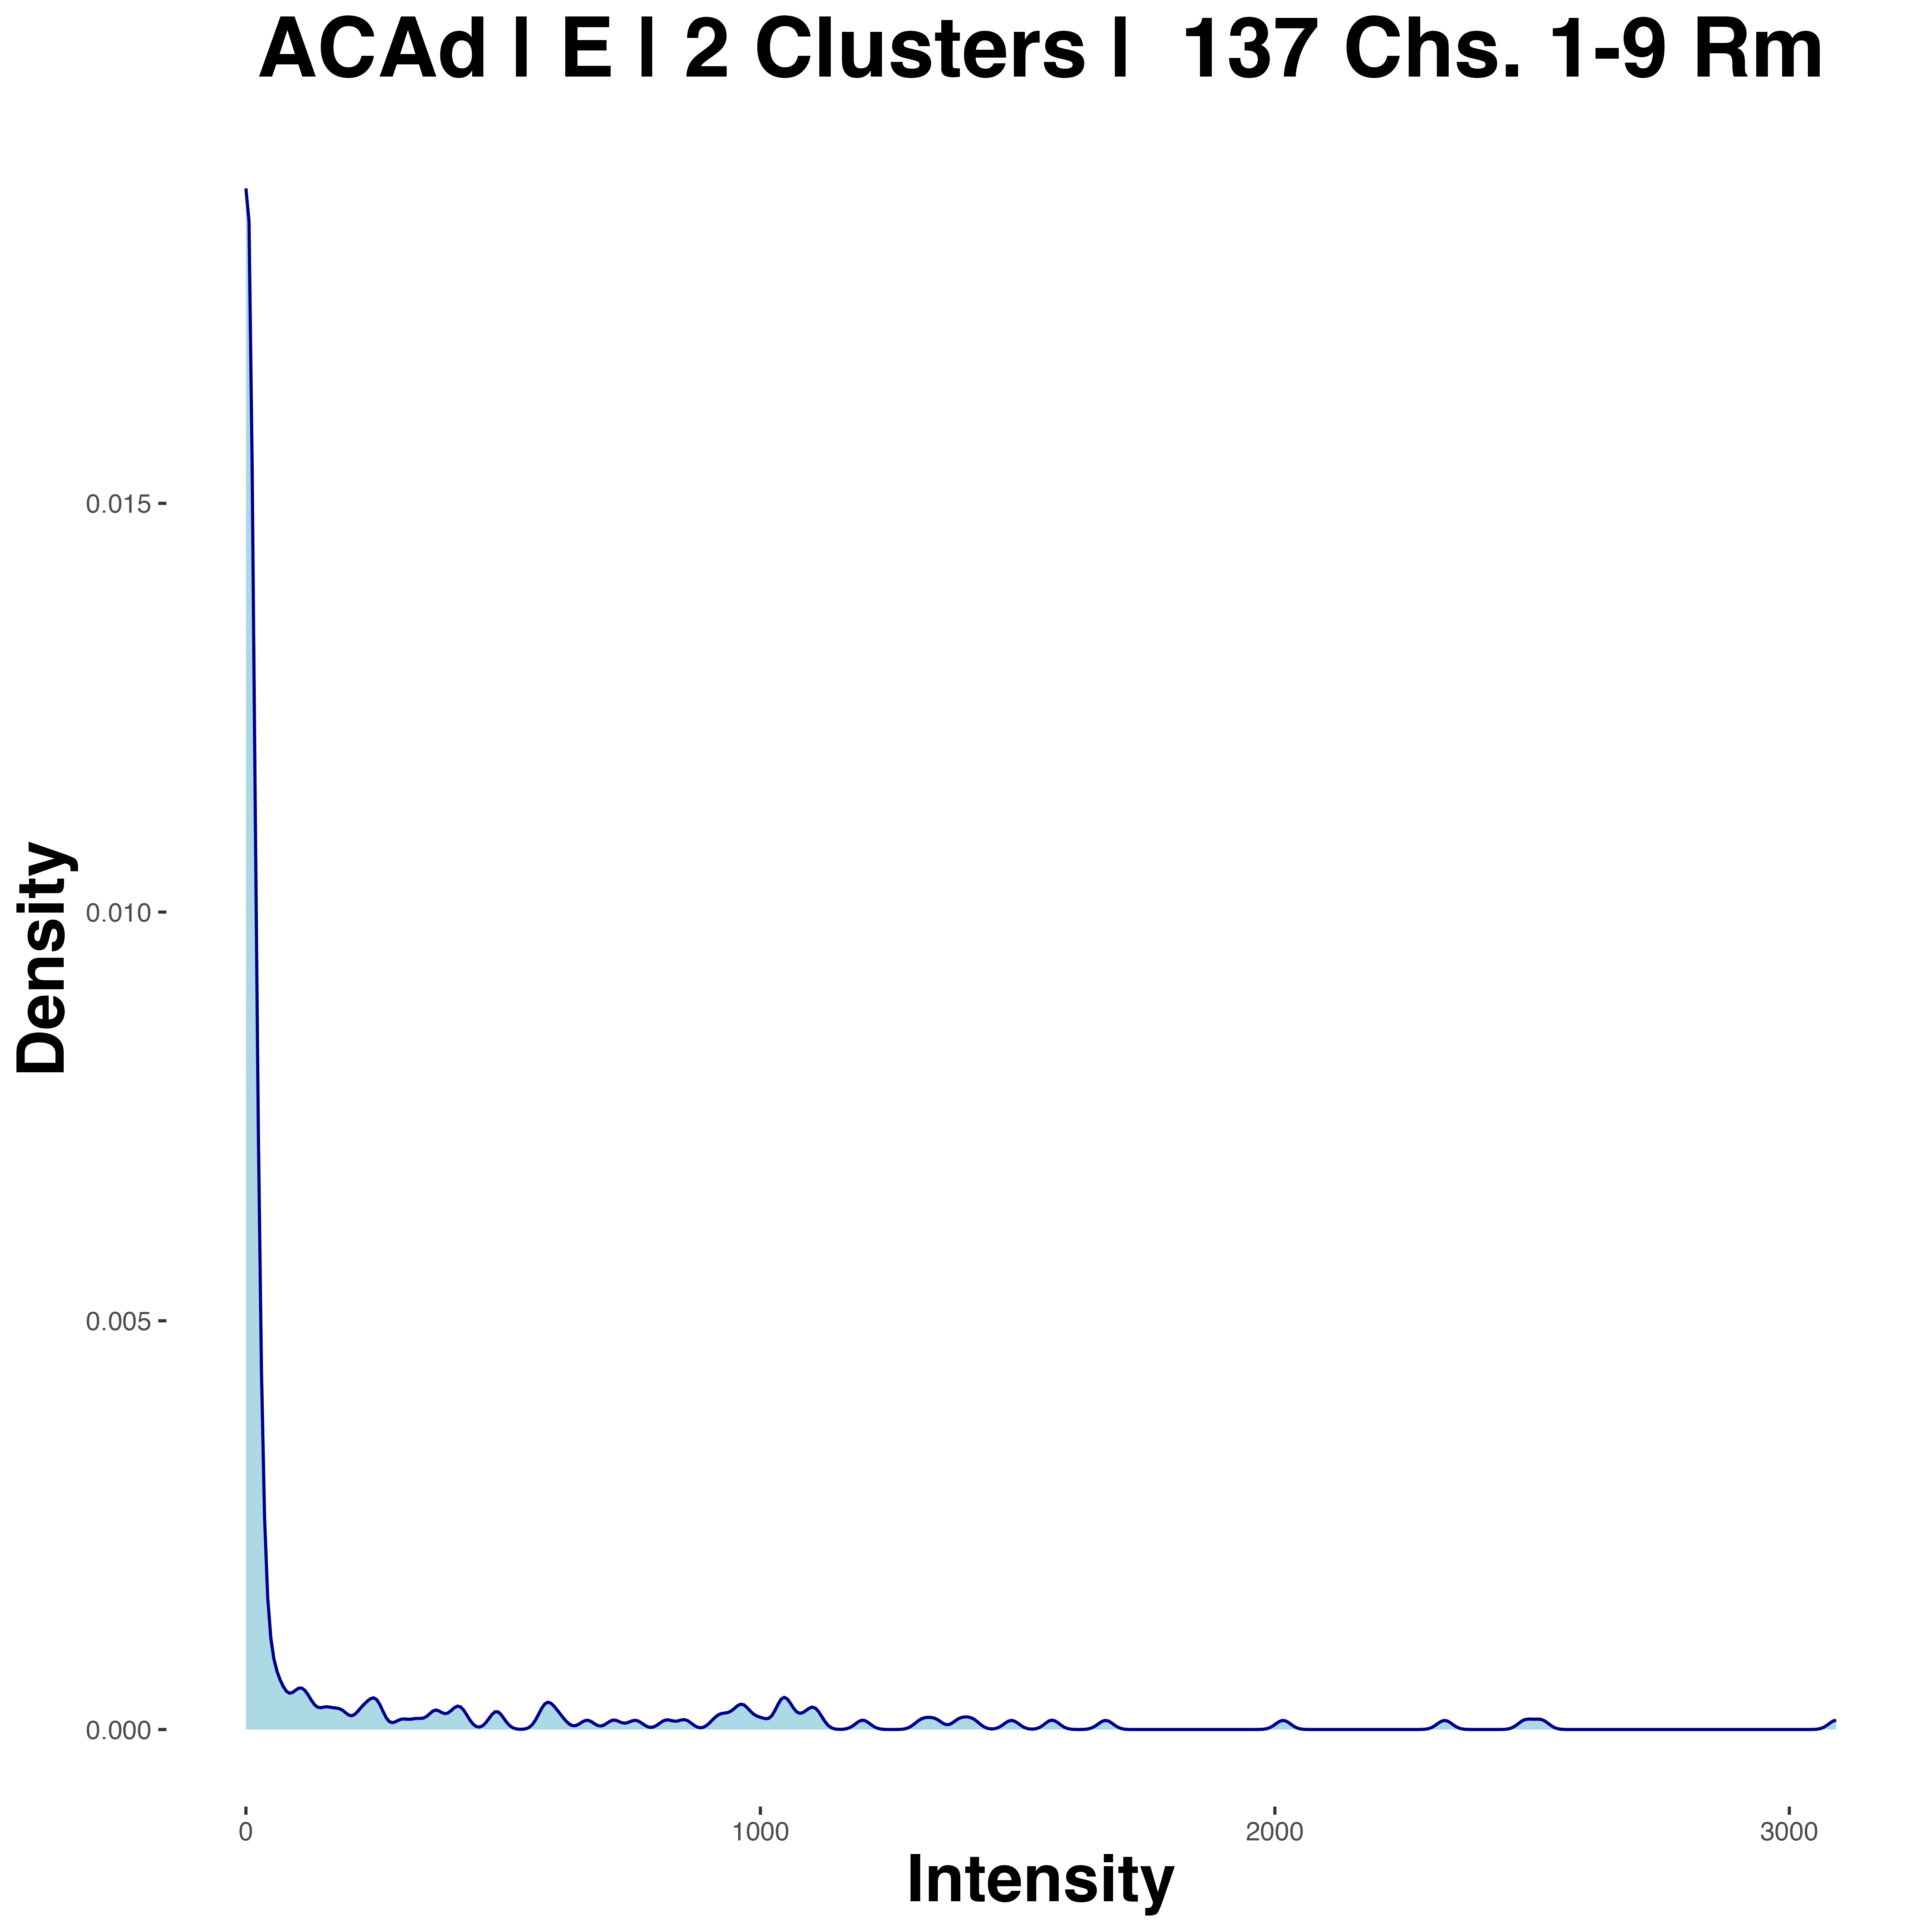 ACAd | E | 2 Clusters |  137 Chs. 1-9 Rm
Density
0.015
0.010
0.005
0.000
0 1000 2000 3000
Intensity